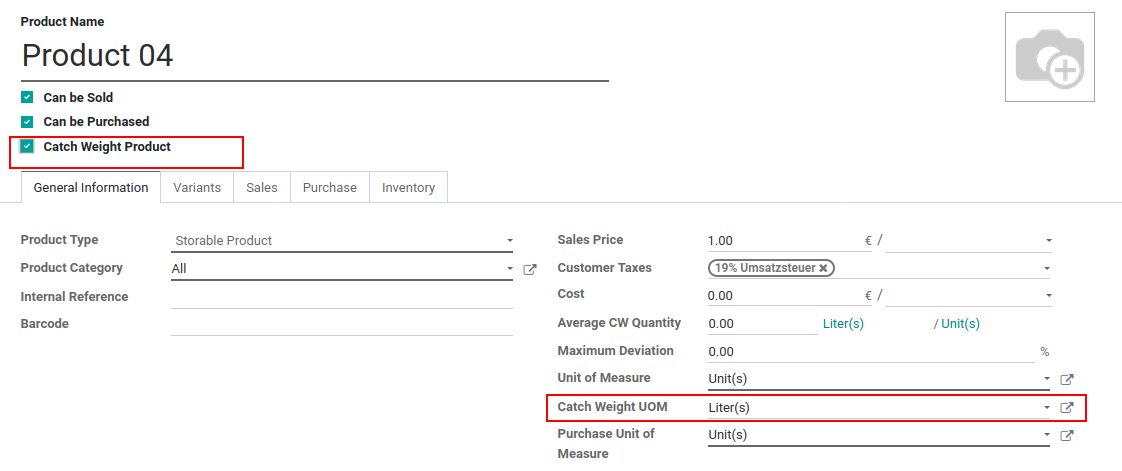 Product Name
Product 04
Can be Sold
Can be Purchased
Catch Weight Product
General Information Variants Sales Purchase Inventory
Product Type Storable Product
Product Category All
Internal Reference
Barcode
Sales Price 1.00 € /
Customer Taxes 19% Umsatzsteuer ✖
Cost 0.00 € /
Average CW Quantity 0.00 Liter(s) / Unit(s)
Maximum Deviation 0.00 %
Unit of Measure Unit(s)
Catch Weight UOM Liter(s)
Purchase Unit of Unit(s)
Measure